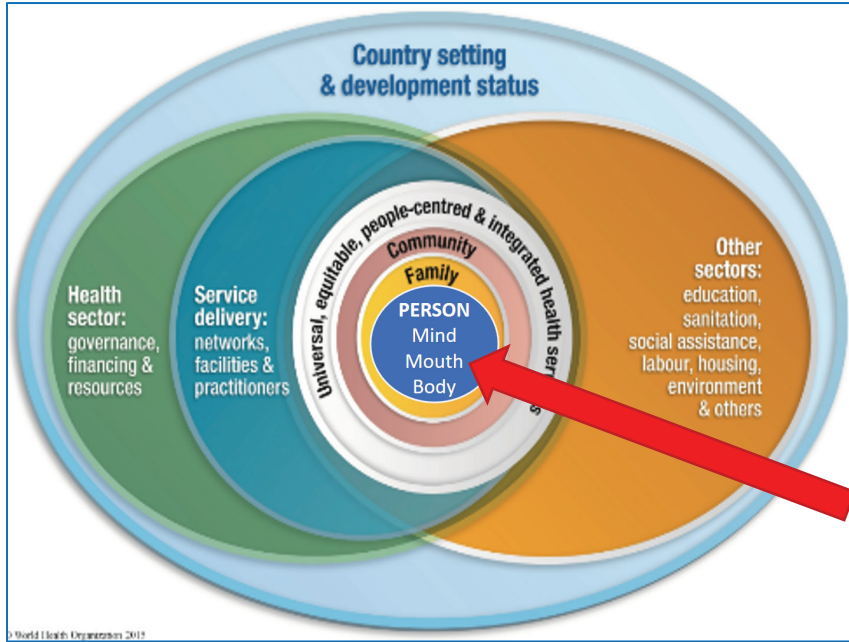 Country setting
& development status
Health
sector:
governance,
financing &
resources
Service
delivery:
networks,
facilities &
practitioners
Universal, equitable, people-centred & integrated health services
Community
Family
PERSON
Mind
Mouth
Body
Other
sectors:
education,
sanitation,
social assistance,
labour, housing,
environment
& others
World Health Organization 2015